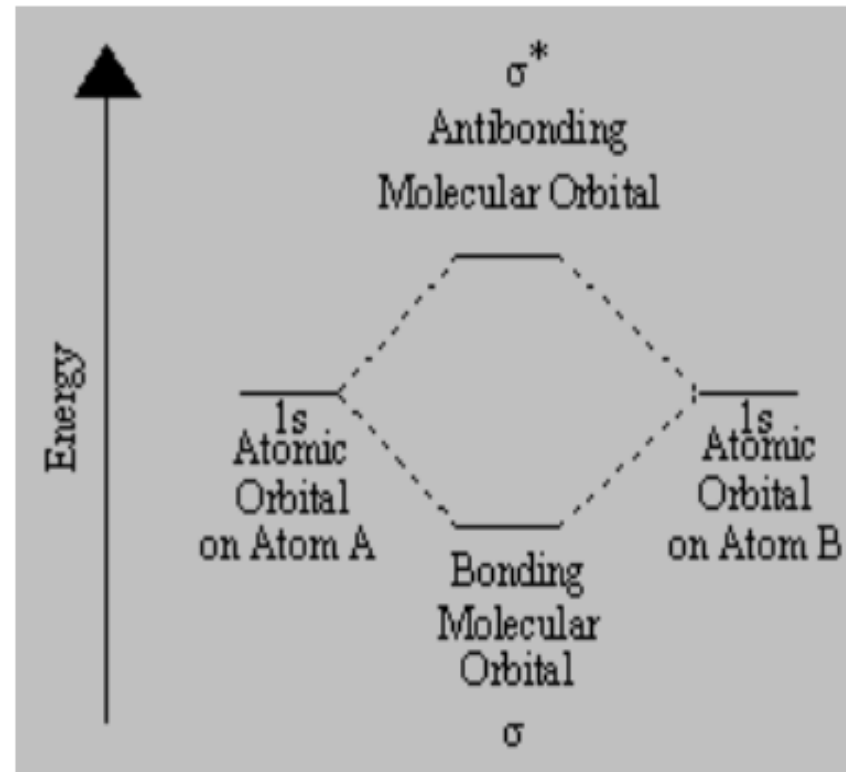 σ*
Antibonding
Molecular Orbital
Energy
1s
Atomic
Orbital
on Atom A
1s
Atomic
Orbital
on Atom B
Bonding
Molecular
Orbital
σ